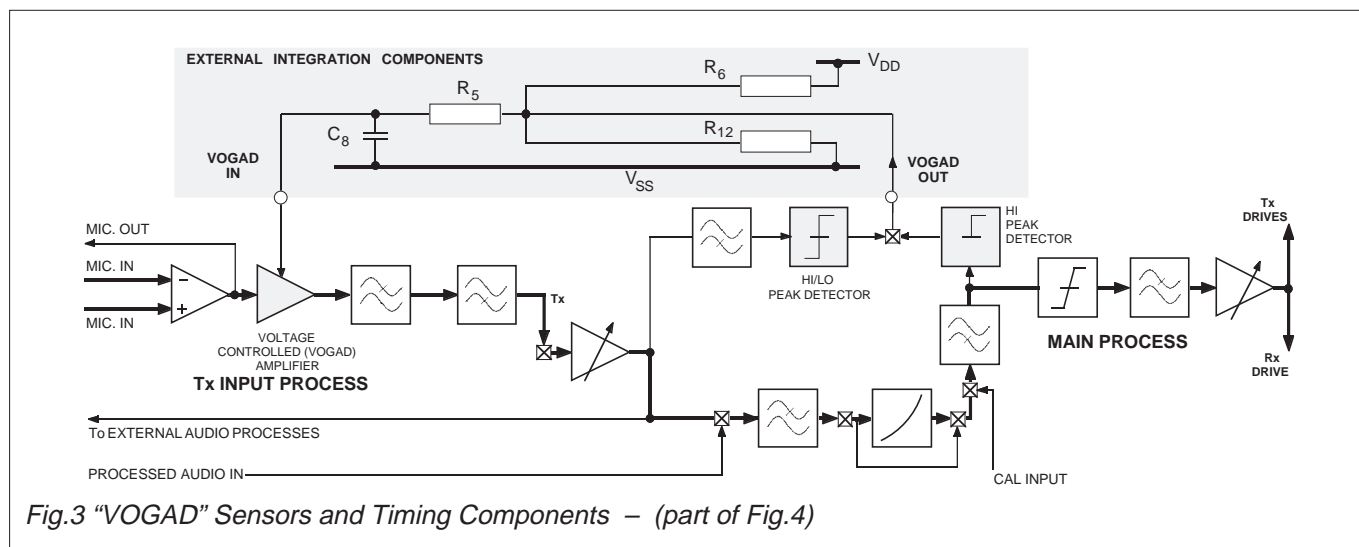 EXTERNAL INTEGRATION COMPONENTS
VDD
R6
R5
R12
C8
VOGAD
IN
VSS
VOGAD
OUT
MIC. OUT
MIC. IN
MIC. IN
-
+
VOLTAGE
CONTROLLED (VOGAD)
AMPLIFIER
Tx INPUT PROCESS
Tx
HI/LO
PEAK DETECTOR
HI
PEAK
DETECTOR
Tx
DRIVES
MAIN PROCESS
Rx
DRIVE
To EXTERNAL AUDIO PROCESSES
PROCESSED AUDIO IN
CAL INPUT
Fig.3 “VOGAD” Sensors and Timing Components – (part of Fig.4)